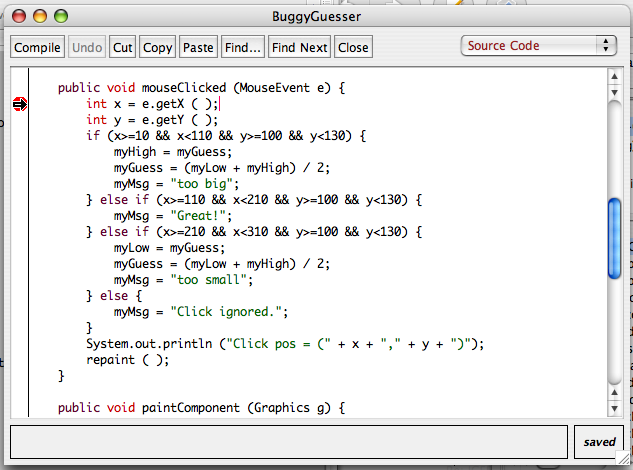 BuggyGuesser
Compile Undo Cut Copy Paste Find... Find Next Close Source Code
public void mouseClicked (MouseEvent e) {
int x = e.getX ( );
int y = e.getY ( );
if (x>=10 && x<110 && y>=100 && y<130) {
myHigh = myGuess;
myGuess = (myLow + myHigh) / 2;
myMsg = "too big";
} else if (x>=110 && x<210 && y>=100 && y<130) {
myMsg = "Great!";
} else if (x>=210 && x<310 && y>=100 && y<130) {
myLow = myGuess;
myGuess = (myLow + myHigh) / 2;
myMsg = "too small";
} else {
myMsg = "Click ignored.";
}
System.out.println ("Click pos = (" + x + "," + y + ")");
repaint ( );
}
public void paintComponent (Graphics g) {
saved